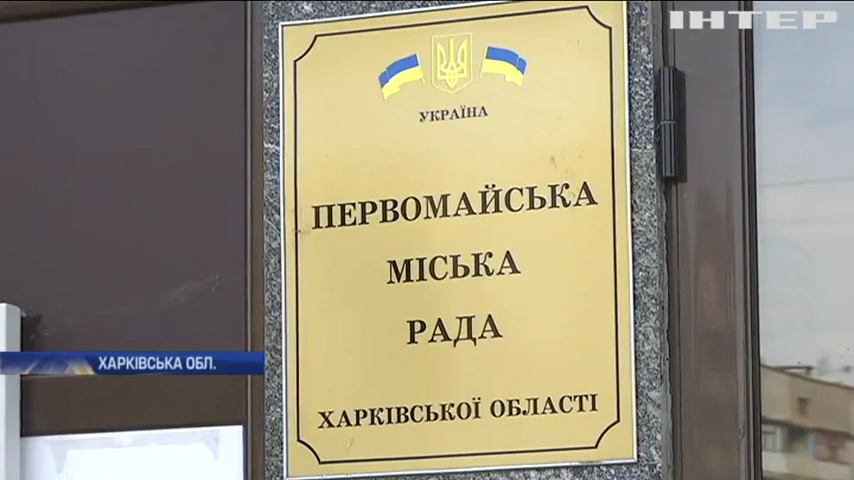 ІНТЕР
УКРАЇНА
ПЕРВОМАЙСЬКА
МІСЬКА
РАДА
ХАРКІВСЬКОЇ ОБЛАСТІ
ХАРКІВСЬКА ОБЛ.